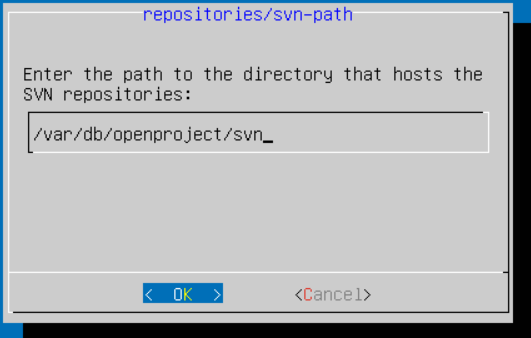 repositories/svn-path
Enter the path to the directory that hosts the
SVN repositories:
/var/db/openproject/svn_
< OK >
<Cancel>